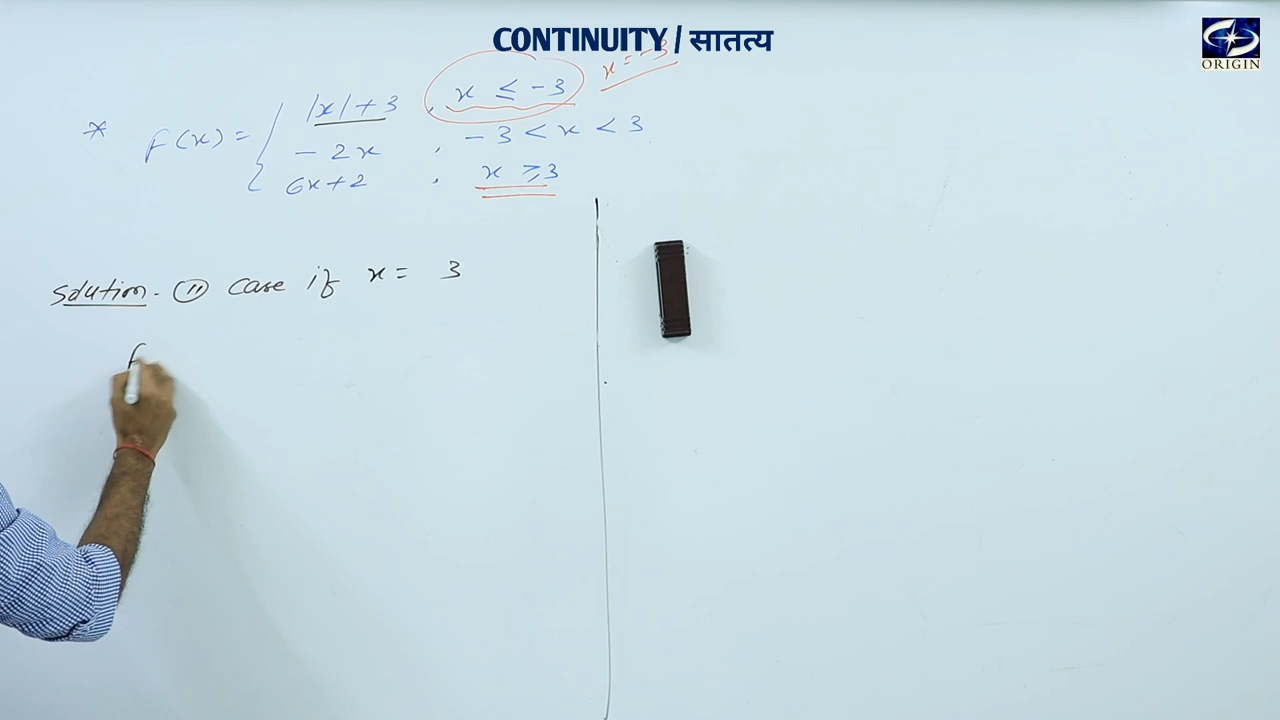 CONTINUITY / सातत्य
ORIGIN
x = -3
* f(x) = { |x| + 3 , x ≤ -3
- 2x , -3 < x < 3
6x+2 , x ≥ 3
Solution - (ii) case if x = 3
f